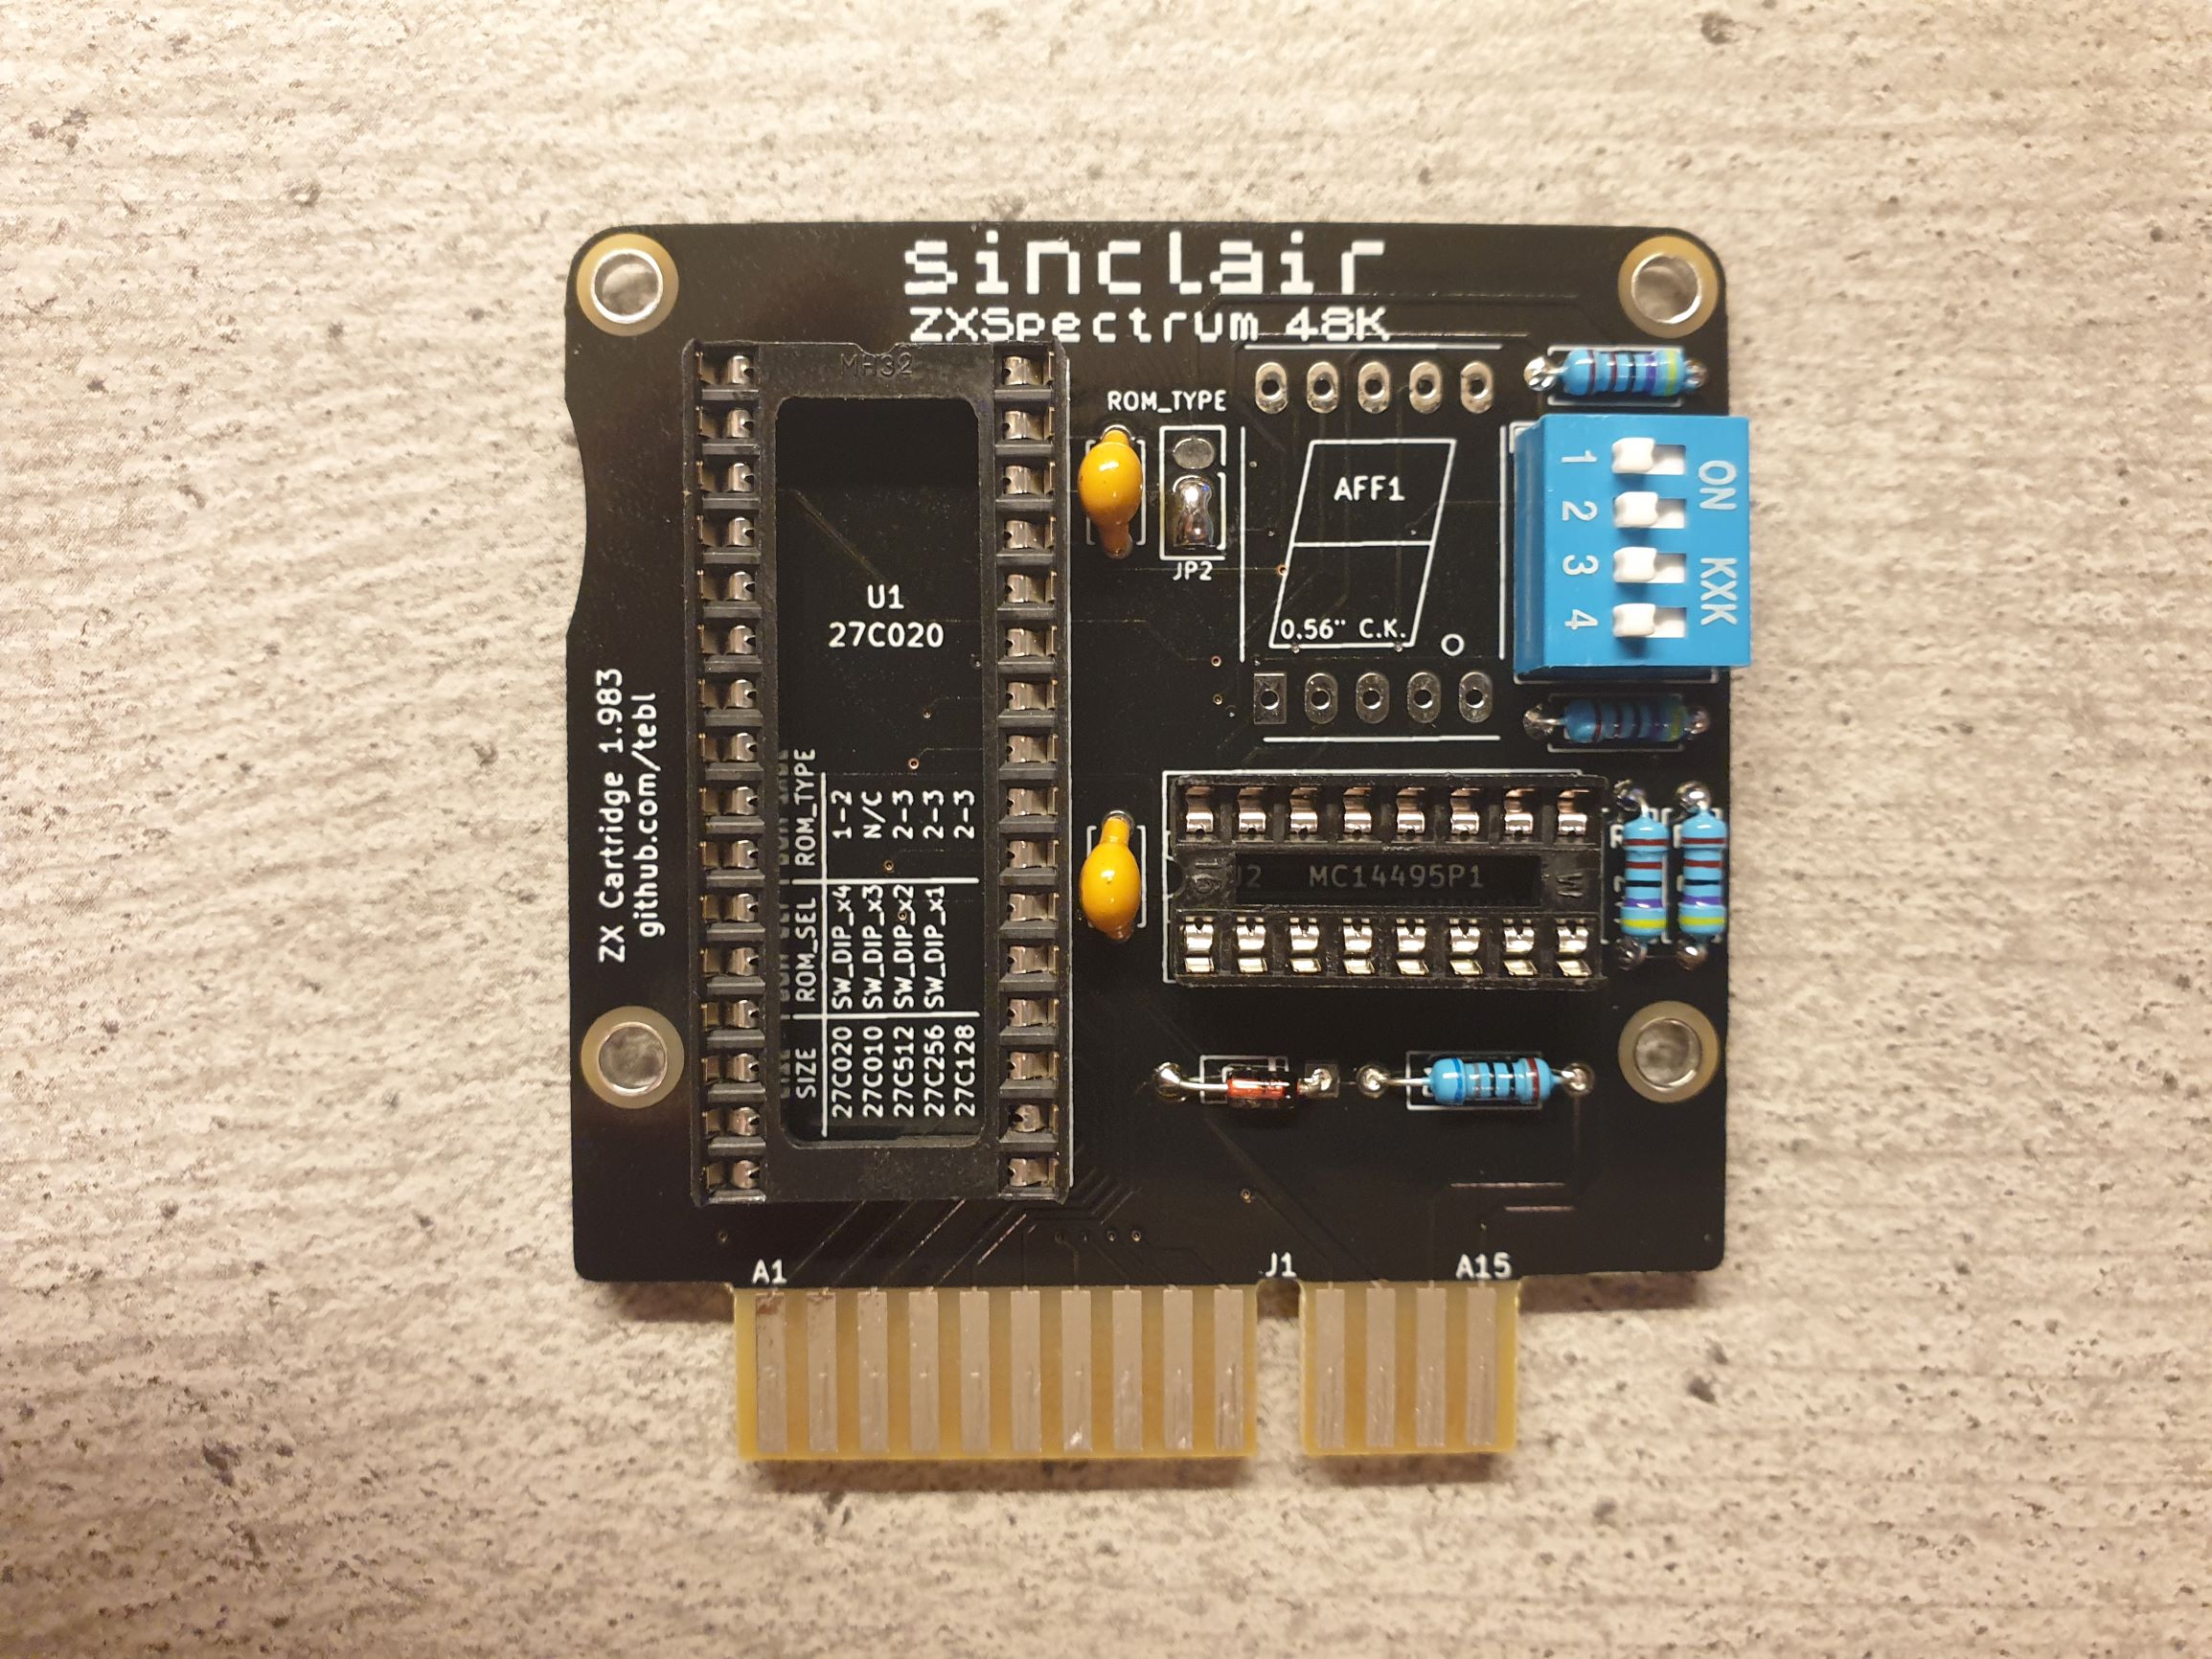 sinclair
ZXSpectrum 48K
MH32
ROM_TYPE
JP2
AFF1
0.56" C.K.
ON KXK
1
2
3
4
U1
27C020
ZX Cartridge 1.983
github.com/tebl
SIZE ROM_SEL ROM_TYPE
27C020 SW_DIP_x4 1-2
27C010 SW_DIP_x3 N/C
27C512 SW_DIP_x2 2-3
27C256 SW_DIP_x1 2-3
27C128 2-3
MC14495P1
A1
J1
A15